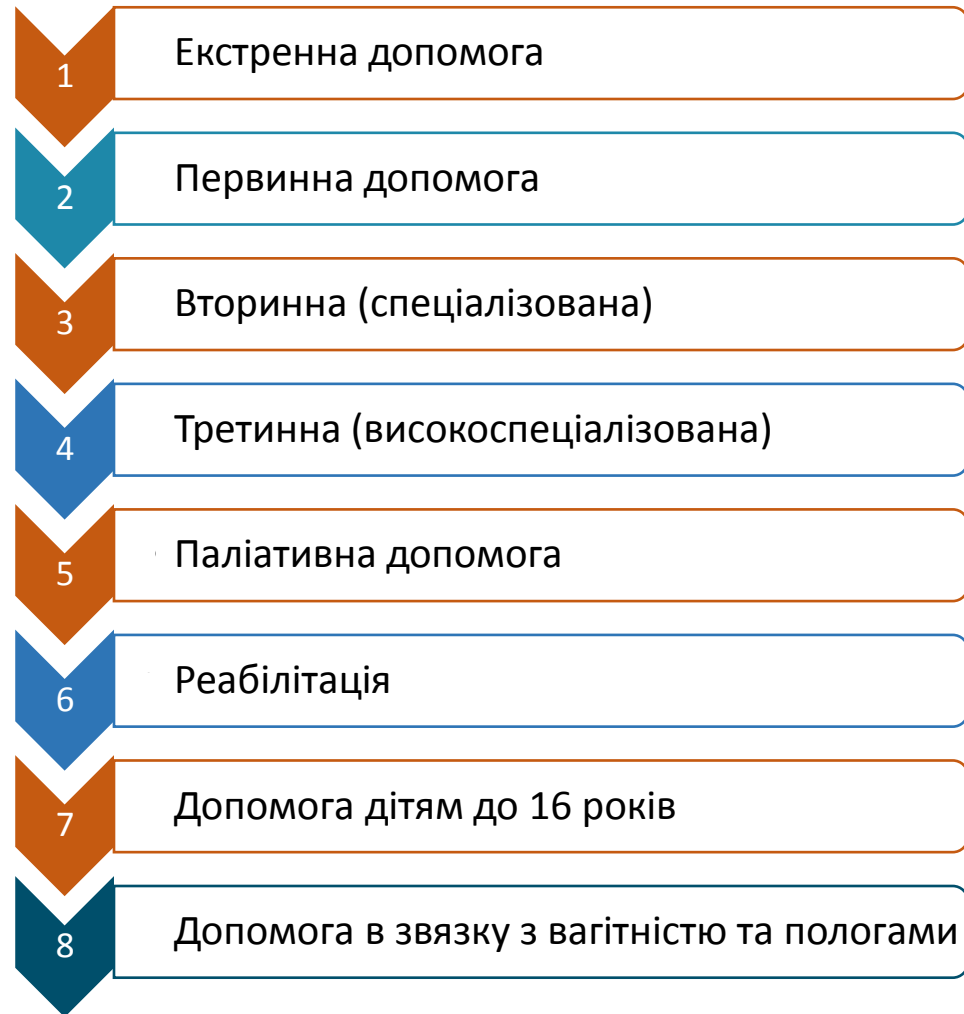 1
Екстренна допомога
2
Первинна допомога
3
Вторинна (спеціалізована)
4
Третинна (високоспеціалізована)
5
Паліативна допомога
6
Реабілітація
7
Допомога дітям до 16 років
8
Допомога в звязку з вагітністю та пологами